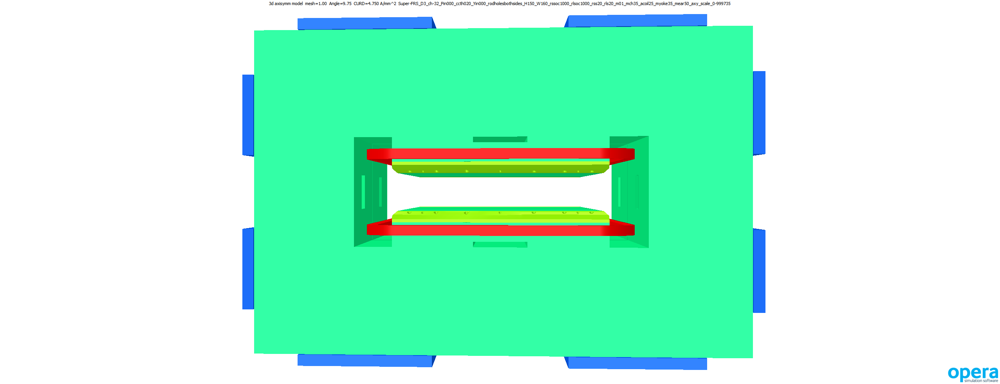 3d axisymm model  mesh=1.00  Angle=9.75  CURD=4.750 A/mm^2  Super-FRS_D3_ch-32_Pin000_ccth020_Yin000_rodholesbothsides_H150_W160_rssoc1000_rlsoc1000_rss20_rls20_m01_mch35_acoil25_myoke35_mear50_axy_scale_0-999735
opera
simulation software